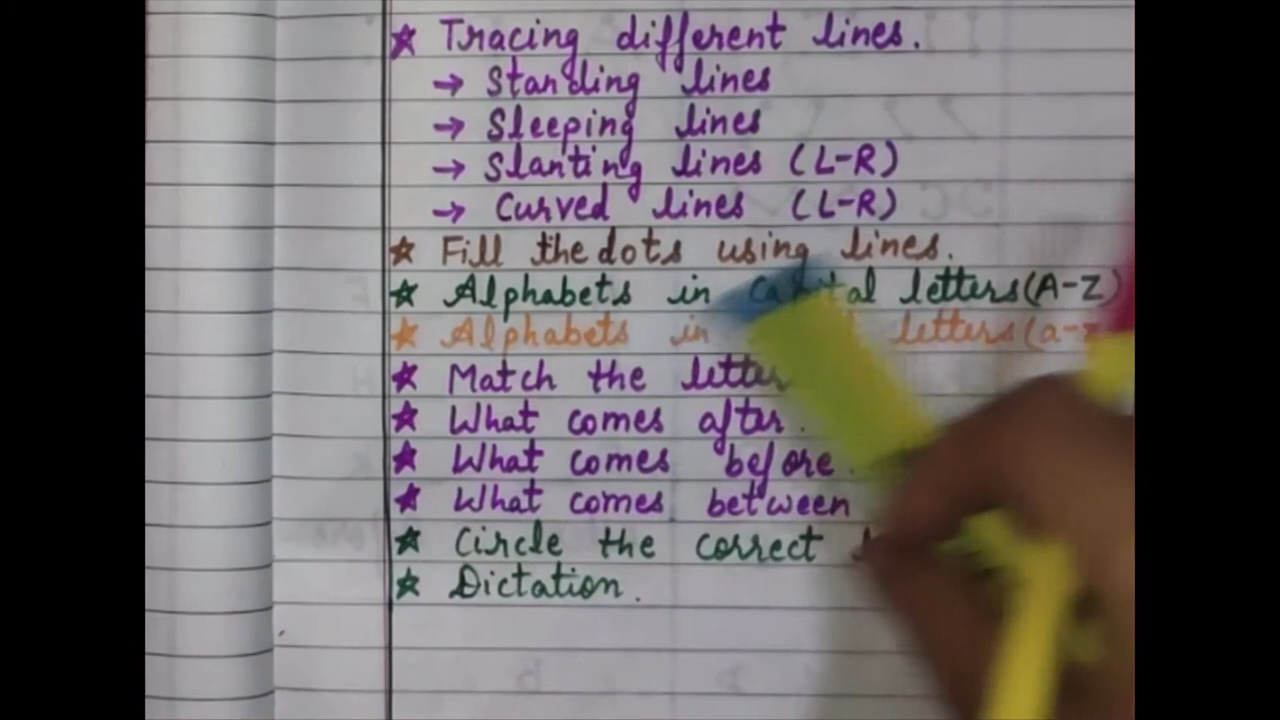 ☆ Tracing different lines.
→ Standing lines
→ Sleeping lines
→ Slanting lines (L-R)
→ Curved lines (L-R)
☆ Fill the dots using lines.
☆ Alphabets in capital letters (A-Z)
☆ Alphabets in letters (a-z
☆ Match the letter
☆ What comes after.
☆ What comes before.
☆ What comes between
☆ Circle the correct
☆ Dictation.